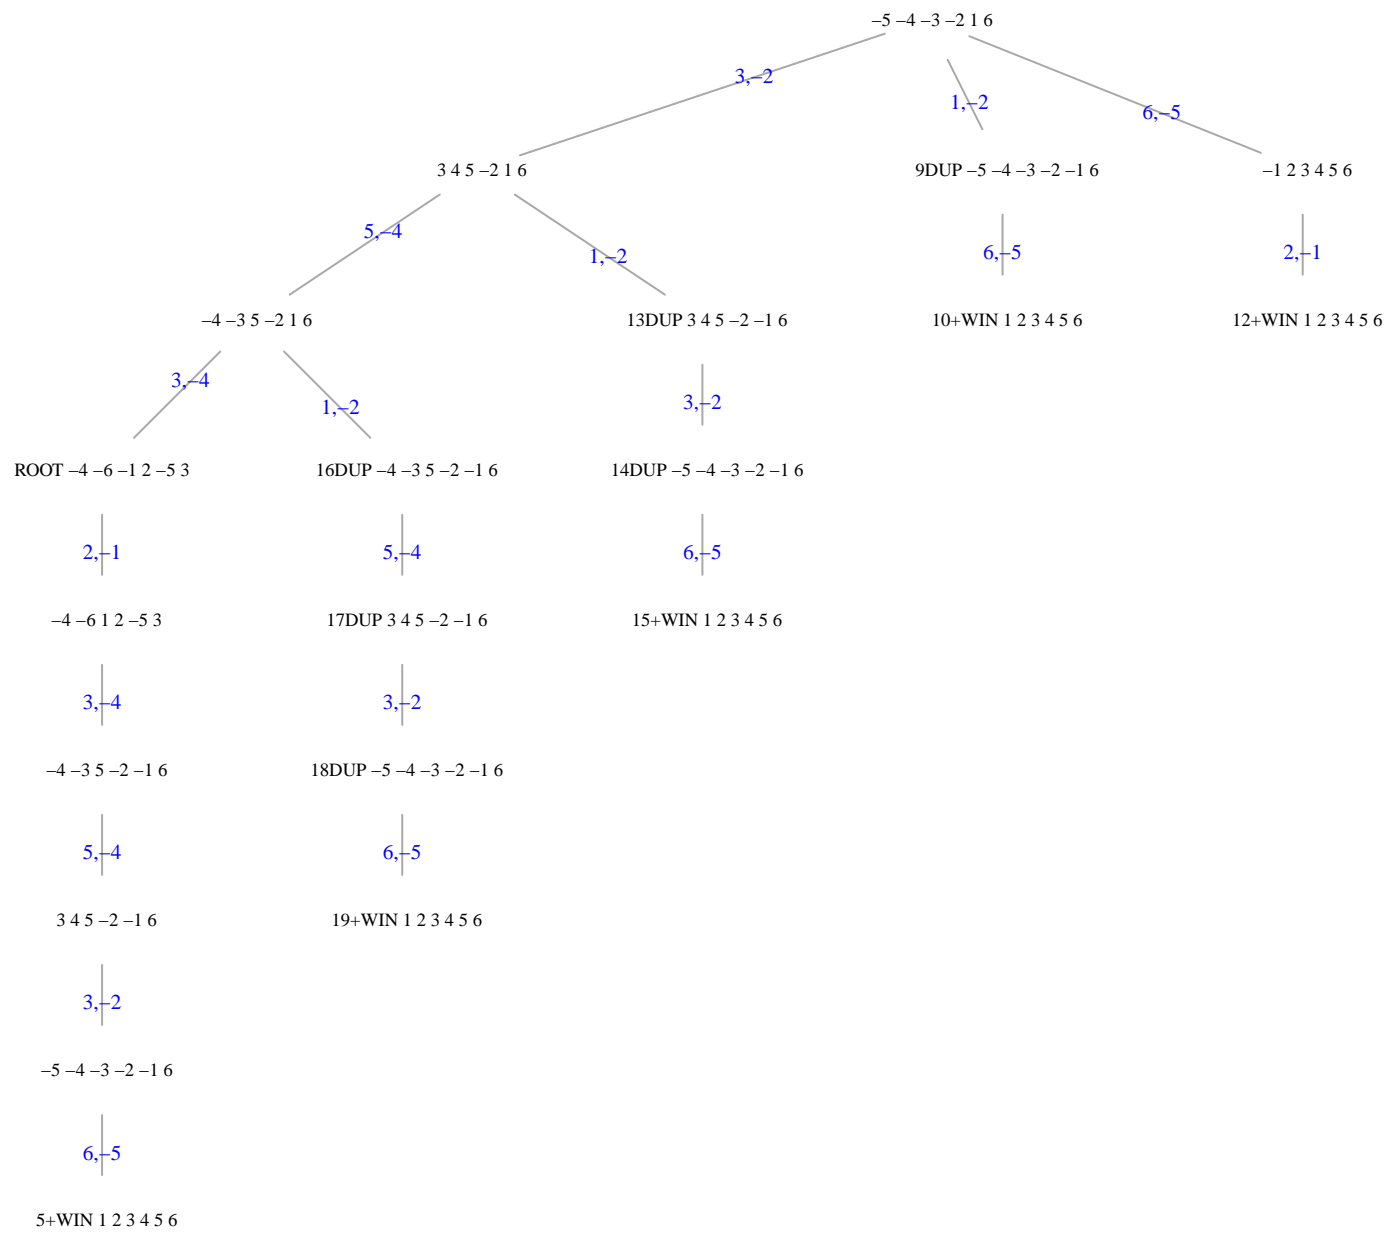 –5 –4 –3 –2 1 6
3,–2
1,–2
6,–5
3 4 5 –2 1 6
9DUP –5 –4 –3 –2 –1 6
–1 2 3 4 5 6
5,–4
1,–2
6,–5
2,–1
–4 –3 5 –2 1 6
13DUP 3 4 5 –2 –1 6
10+WIN 1 2 3 4 5 6
12+WIN 1 2 3 4 5 6
3,–4
1,–2
3,–2
ROOT –4 –6 –1 2 –5 3
16DUP –4 –3 5 –2 –1 6
14DUP –5 –4 –3 –2 –1 6
2,–1
5,–4
6,–5
–4 –6 1 2 –5 3
17DUP 3 4 5 –2 –1 6
15+WIN 1 2 3 4 5 6
3,–4
3,–2
–4 –3 5 –2 –1 6
18DUP –5 –4 –3 –2 –1 6
5,–4
6,–5
3 4 5 –2 –1 6
19+WIN 1 2 3 4 5 6
3,–2
–5 –4 –3 –2 –1 6
6,–5
5+WIN 1 2 3 4 5 6